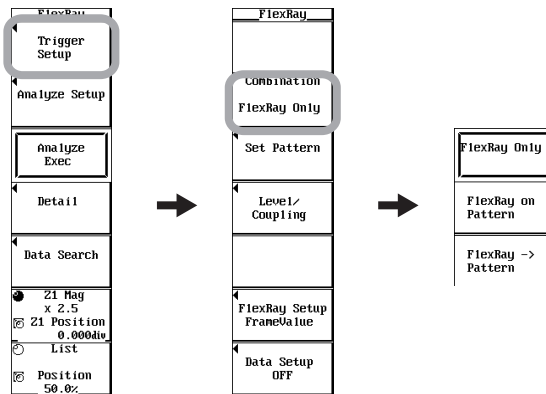 FlexRay
Trigger
Setup
Analyze Setup
Analyze
Exec
Detail
Data Search
Z1 Mag
x 2.5
Z1 Position
0.000div
List
Position
50.0%
FlexRay
Combination
FlexRay Only
Set Pattern
Level/
Coupling
FlexRay Setup
FrameValue
Data Setup
OFF
FlexRay Only
FlexRay on
Pattern
FlexRay ->
Pattern